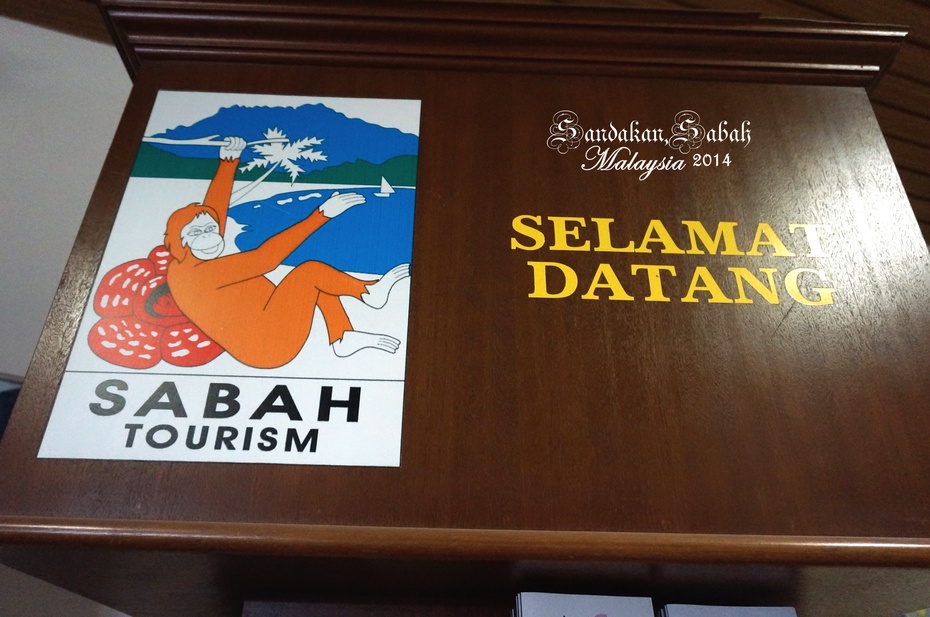 Sandakan, Sabah
Malaysia 2014
SELAMAT
DATANG
SABAH
TOURISM